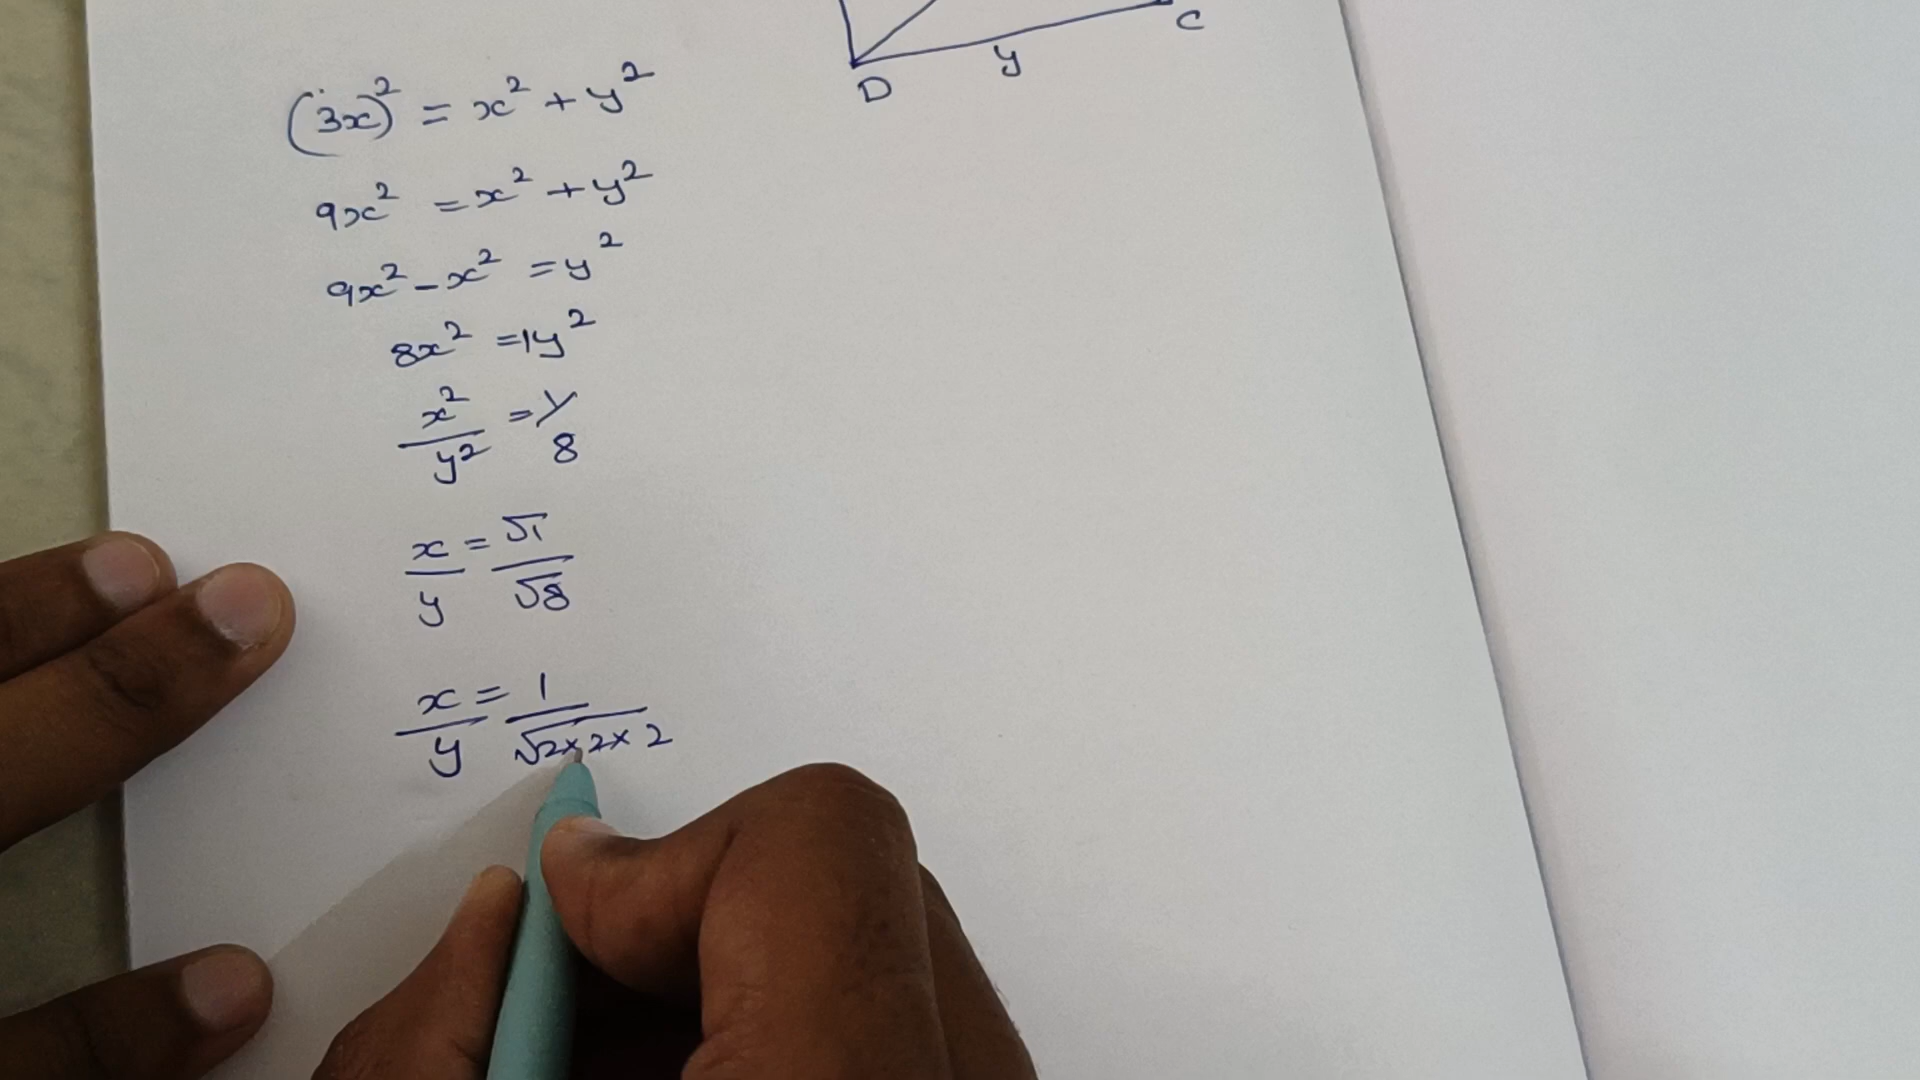 C
y
D
(3x)² = x² + y²
9x² = x² + y²
9x² - x² = y²
8x² = 1y²
x²/y² = 1/8
x/y = √1/√8
x/y = 1/√2×2×2